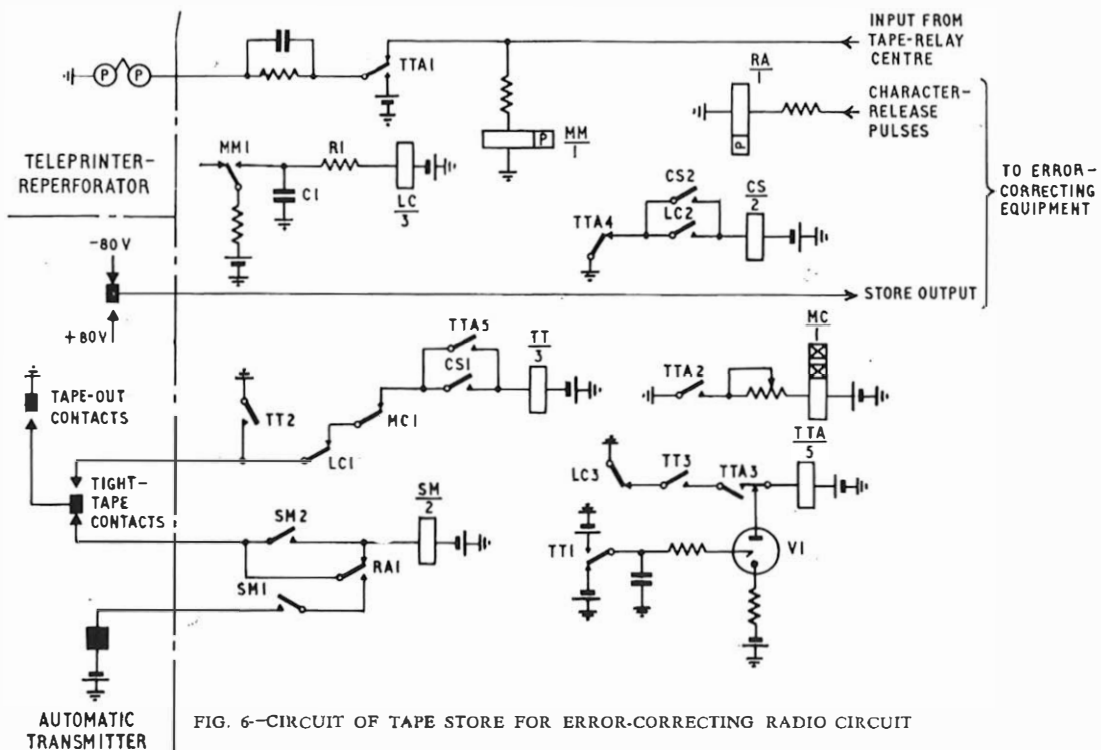 INPUT FROM
TAPE-RELAY
CENTRE
P P
TTA1
RA
1
CHARACTER-
RELEASE
PULSES
P
MM
1
P
TELEPRINTER-
REPERFORATOR
MM1
R1
C1
LC
3
TO ERROR-
CORRECTING
EQUIPMENT
CS2
LC2
CS
2
TTA4
-80V
+80V
STORE OUTPUT
TAPE-OUT
CONTACTS
TT2
TTA5
CS1
TT
3
MC1
LC1
TTA2
MC
1
TTA
5
LC3
TT3
TTA3
TIGHT-
TAPE
CONTACTS
SM2
SM
2
RA1
SM1
TT1
V1
AUTOMATIC
TRANSMITTER
FIG. 6--CIRCUIT OF TAPE STORE FOR ERROR-CORRECTING RADIO CIRCUIT